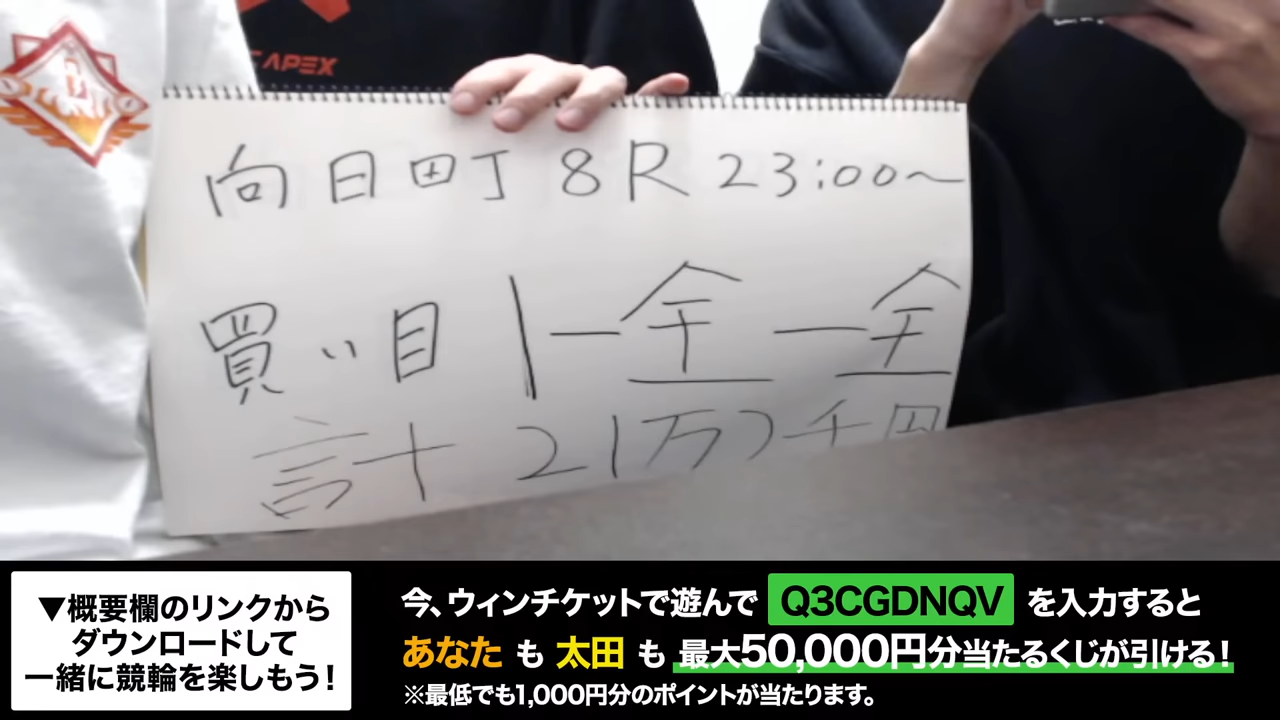 APEX
向日町 8R 23:00～
買い目 1-全-全
計 21万
▼概要欄のリンクから
ダウンロードして
一緒に競輪を楽しもう!
今、ウィンチケットで遊んで Q3CGDNQV を入力すると
あなた も 太田 も 最大50,000円分当たるくじが引ける!
※最低でも1,000円分のポイントが当たります。